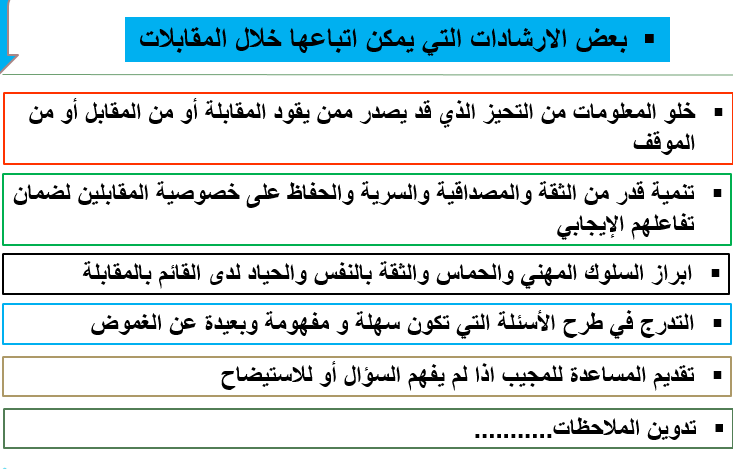 ▪ بعض الارشادات التي يمكن اتباعها خلال المقابلات
▪ خلو المعلومات من التحيز الذي قد يصدر ممن يقود المقابلة أو من المقابل أو من
الموقف
▪ تنمية قدر من الثقة والمصداقية والسرية والحفاظ على خصوصية المقابلين لضمان
تفاعلهم الإيجابي
▪ ابراز السلوك المهني والحماس والثقة بالنفس والحياد لدى القائم بالمقابلة
▪ التدرج في طرح الأسئلة التي تكون سهلة و مفهومة وبعيدة عن الغموض
▪ تقديم المساعدة للمجيب اذا لم يفهم السؤال أو للاستيضاح
▪ تدوين الملاحظات...........